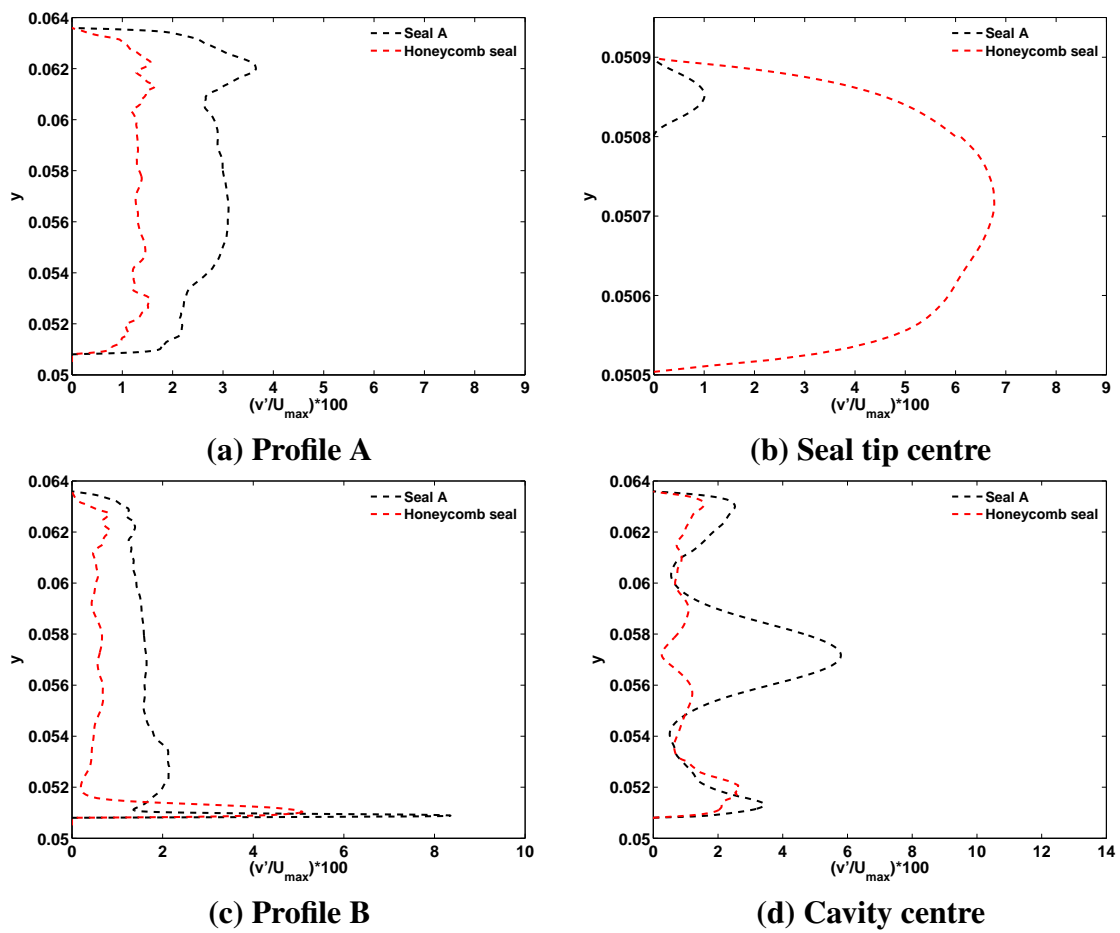 0.064
0.062
0.06
0.058
0.056
0.054
0.052
0.05
y
0 1 2 3 4 5 6 7 8 9
(v'/U_max)*100
Seal A
Honeycomb seal
(a) Profile A
0.0509
0.0508
0.0507
0.0506
0.0505
y
0 1 2 3 4 5 6 7 8 9
(v'/U_max)*100
Seal A
Honeycomb seal
(b) Seal tip centre
0.064
0.062
0.06
0.058
0.056
0.054
0.052
0.05
y
0 2 4 6 8 10
(v'/U_max)*100
Seal A
Honeycomb seal
(c) Profile B
0.064
0.062
0.06
0.058
0.056
0.054
0.052
0.05
y
0 2 4 6 8 10 12 14
(v'/U_max)*100
Seal A
Honeycomb seal
(d) Cavity centre